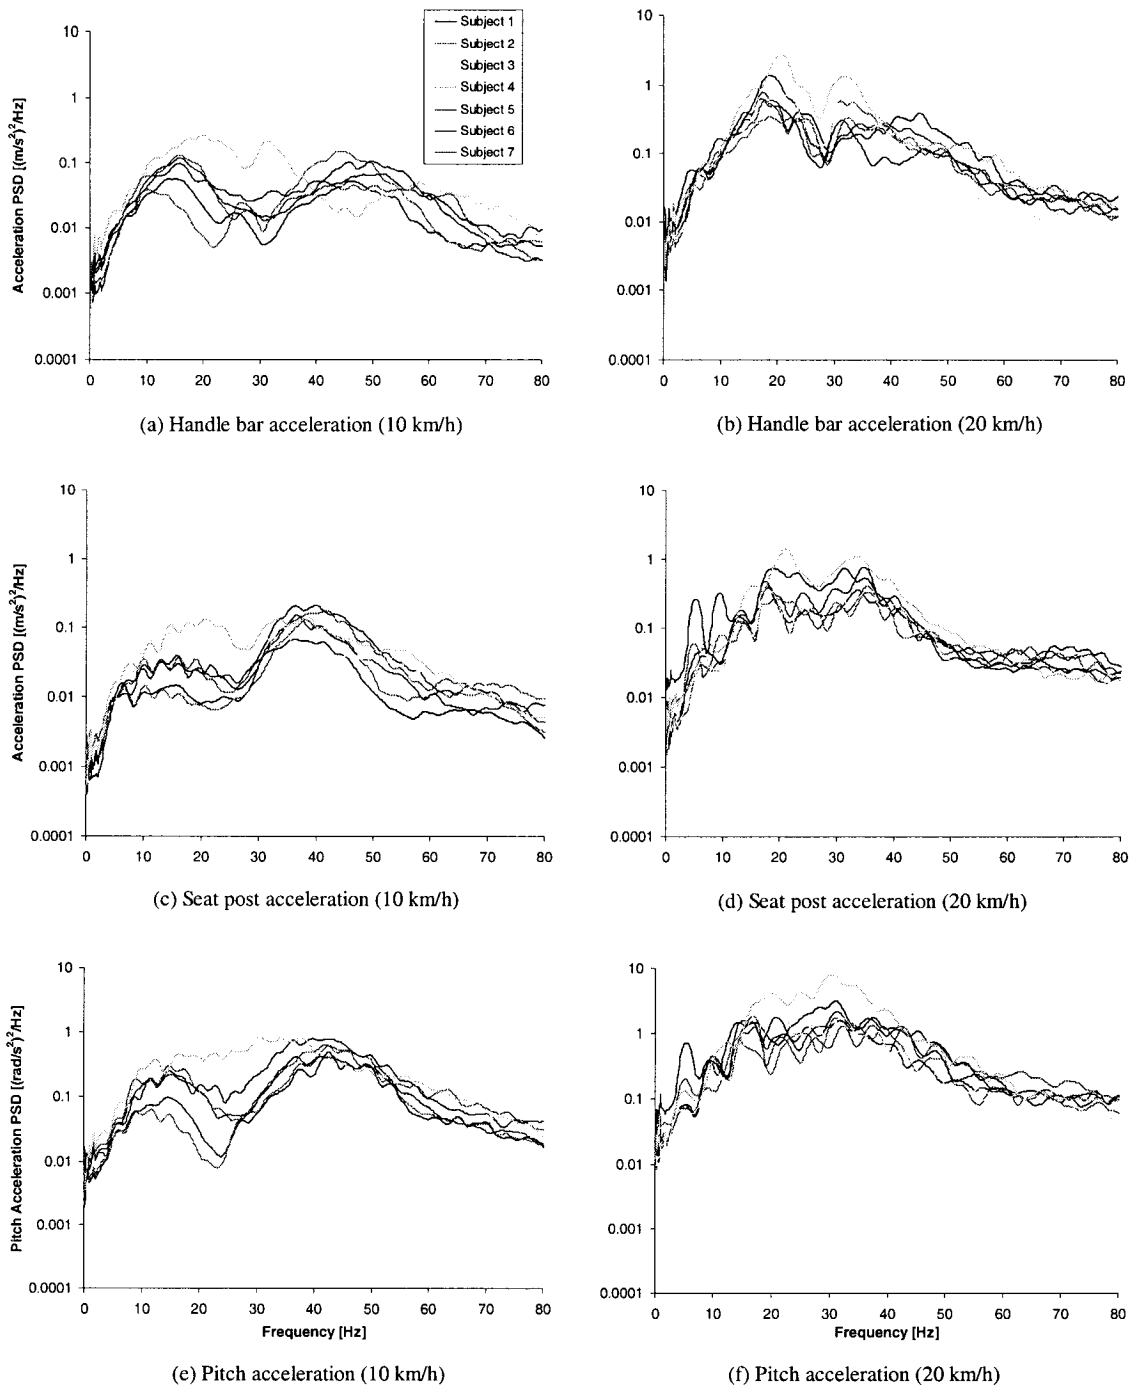 10
1
0.1
0.01
0.001
0.0001
Acceleration PSD [(m/s²)²/Hz]
0 10 20 30 40 50 60 70 80
Subject 1
Subject 2
Subject 3
Subject 4
Subject 5
Subject 6
Subject 7
(a) Handle bar acceleration (10 km/h)
10
1
0.1
0.01
0.001
0.0001
0 10 20 30 40 50 60 70 80
(b) Handle bar acceleration (20 km/h)
10
1
0.1
0.01
0.001
0.0001
Acceleration PSD [(m/s²)²/Hz]
0 10 20 30 40 50 60 70 80
(c) Seat post acceleration (10 km/h)
10
1
0.1
0.01
0.001
0.0001
0 10 20 30 40 50 60 70 80
(d) Seat post acceleration (20 km/h)
10
1
0.1
0.01
0.001
0.0001
Pitch Acceleration PSD [(rad/s²)²/Hz]
0 10 20 30 40 50 60 70 80
Frequency [Hz]
(e) Pitch acceleration (10 km/h)
10
1
0.1
0.01
0.001
0.0001
0 10 20 30 40 50 60 70 80
Frequency [Hz]
(f) Pitch acceleration (20 km/h)